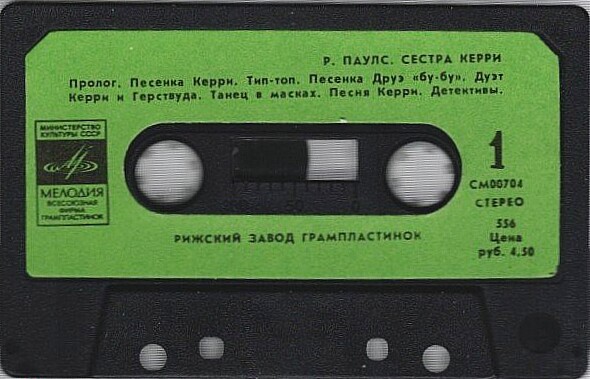 Р. ПАУЛС. СЕСТРА КЕРРИ
Пролог. Песенка Керри. Тип-топ. Песенка Друэ «бу-бу». Дуэт
Керри и Герствуда. Танец в масках. Песня Керри. Детективы.
МИНИСТЕРСТВО
КУЛЬТУРЫ СССР
МЕЛОДИЯ
ВСЕСОЮЗНАЯ
ФИРМА
ГРАМПЛАСТИНОК
1
СМ00704
СТЕРЕО
50
0
556
Цена
руб. 4,50
РИЖСКИЙ ЗАВОД ГРАМПЛАСТИНОК